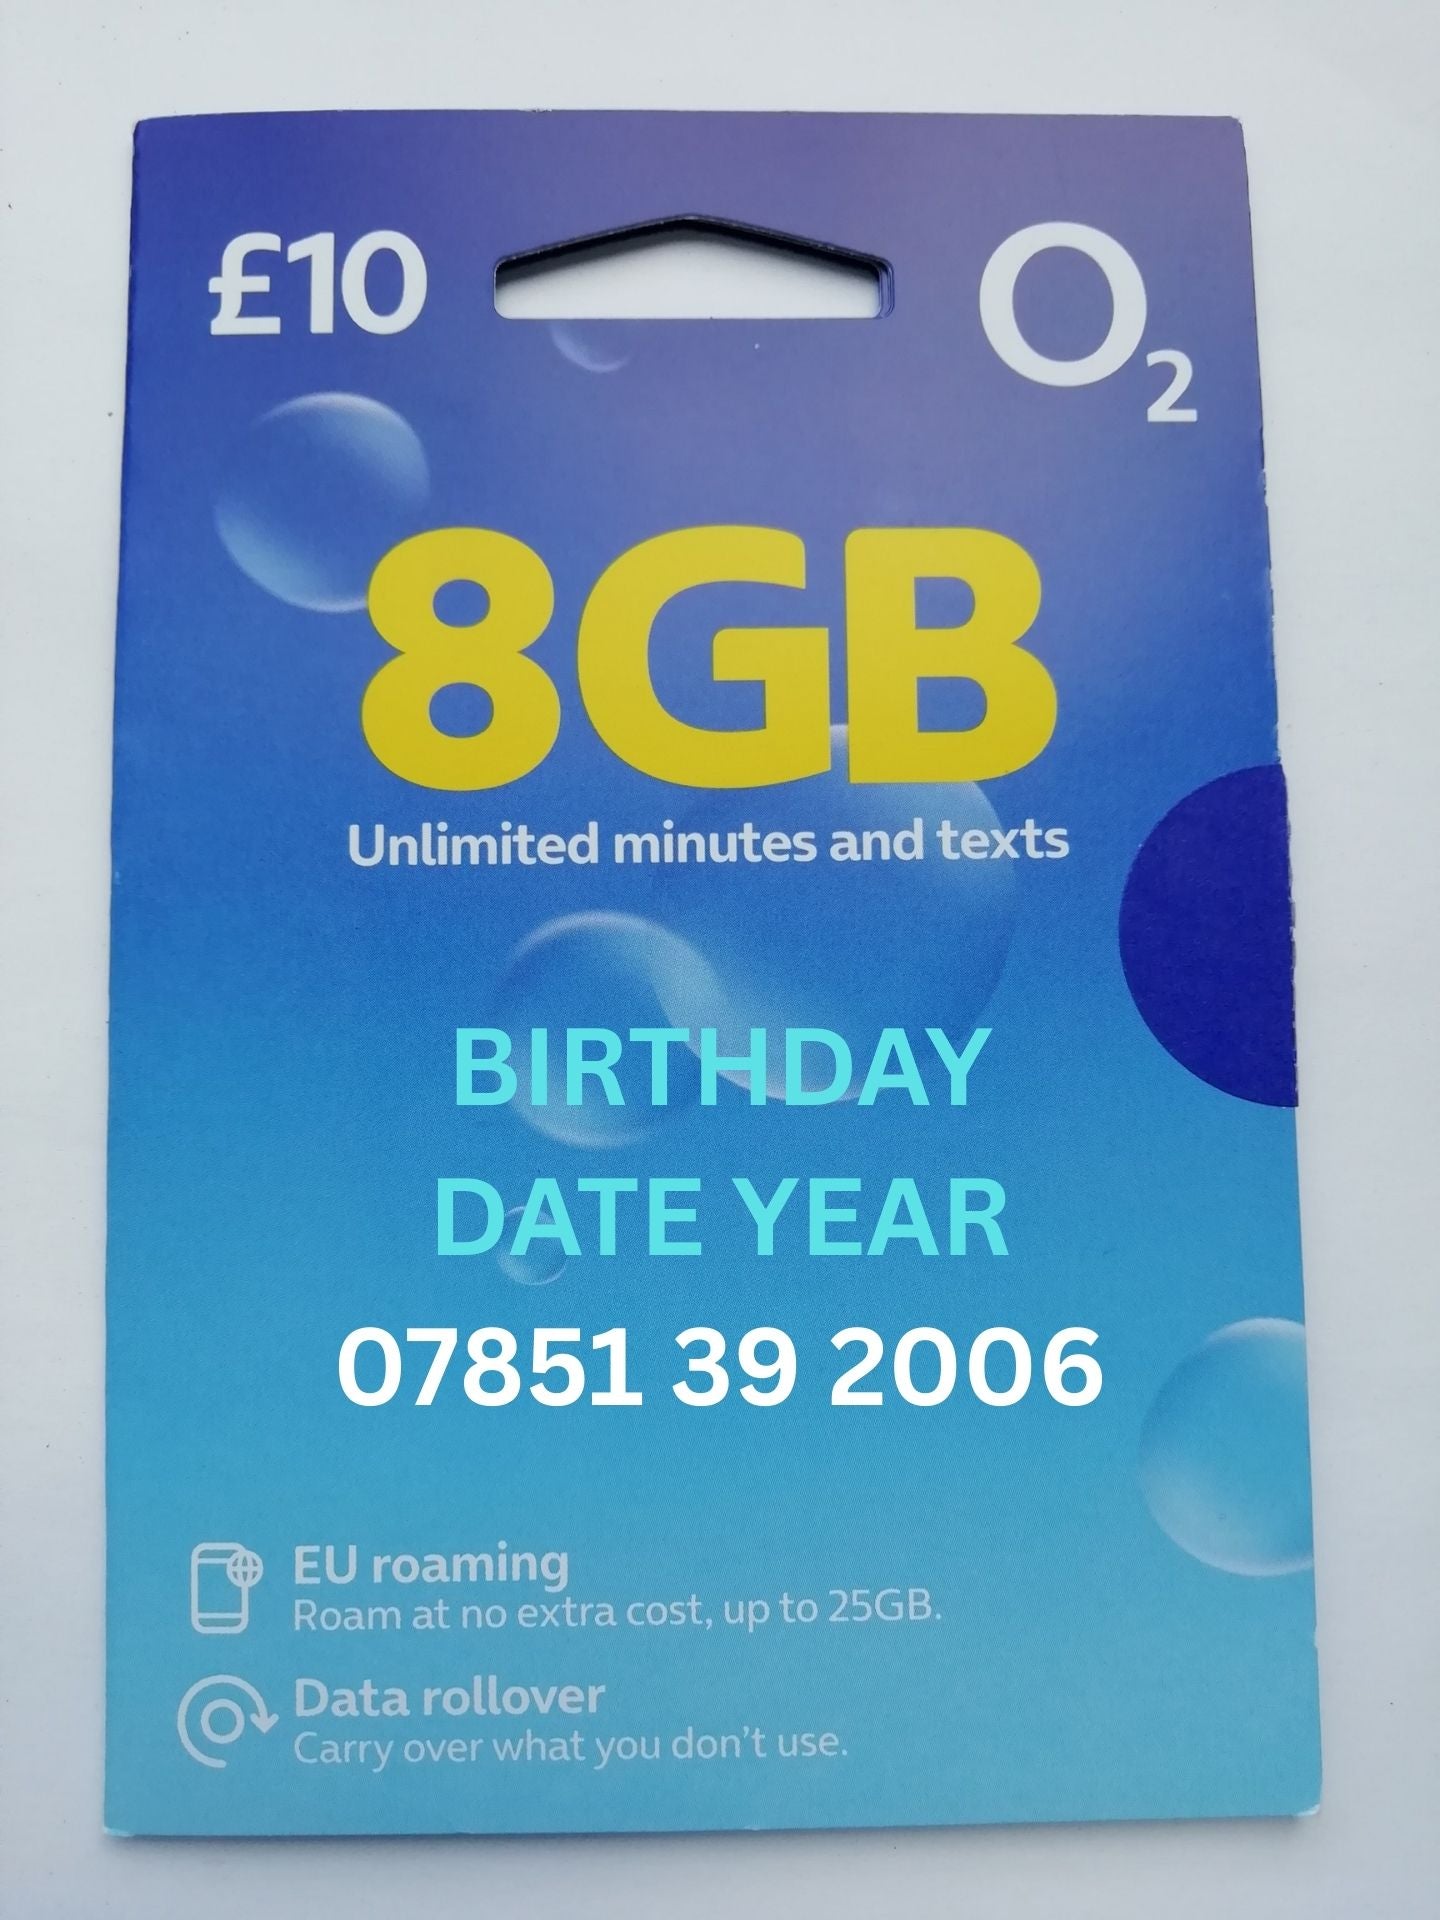 £10
O2
8GB
Unlimited minutes and texts
BIRTHDAY
DATE YEAR
07851 39 2006
EU roaming
Roam at no extra cost, up to 25GB.
Data rollover
Carry over what you don't use.